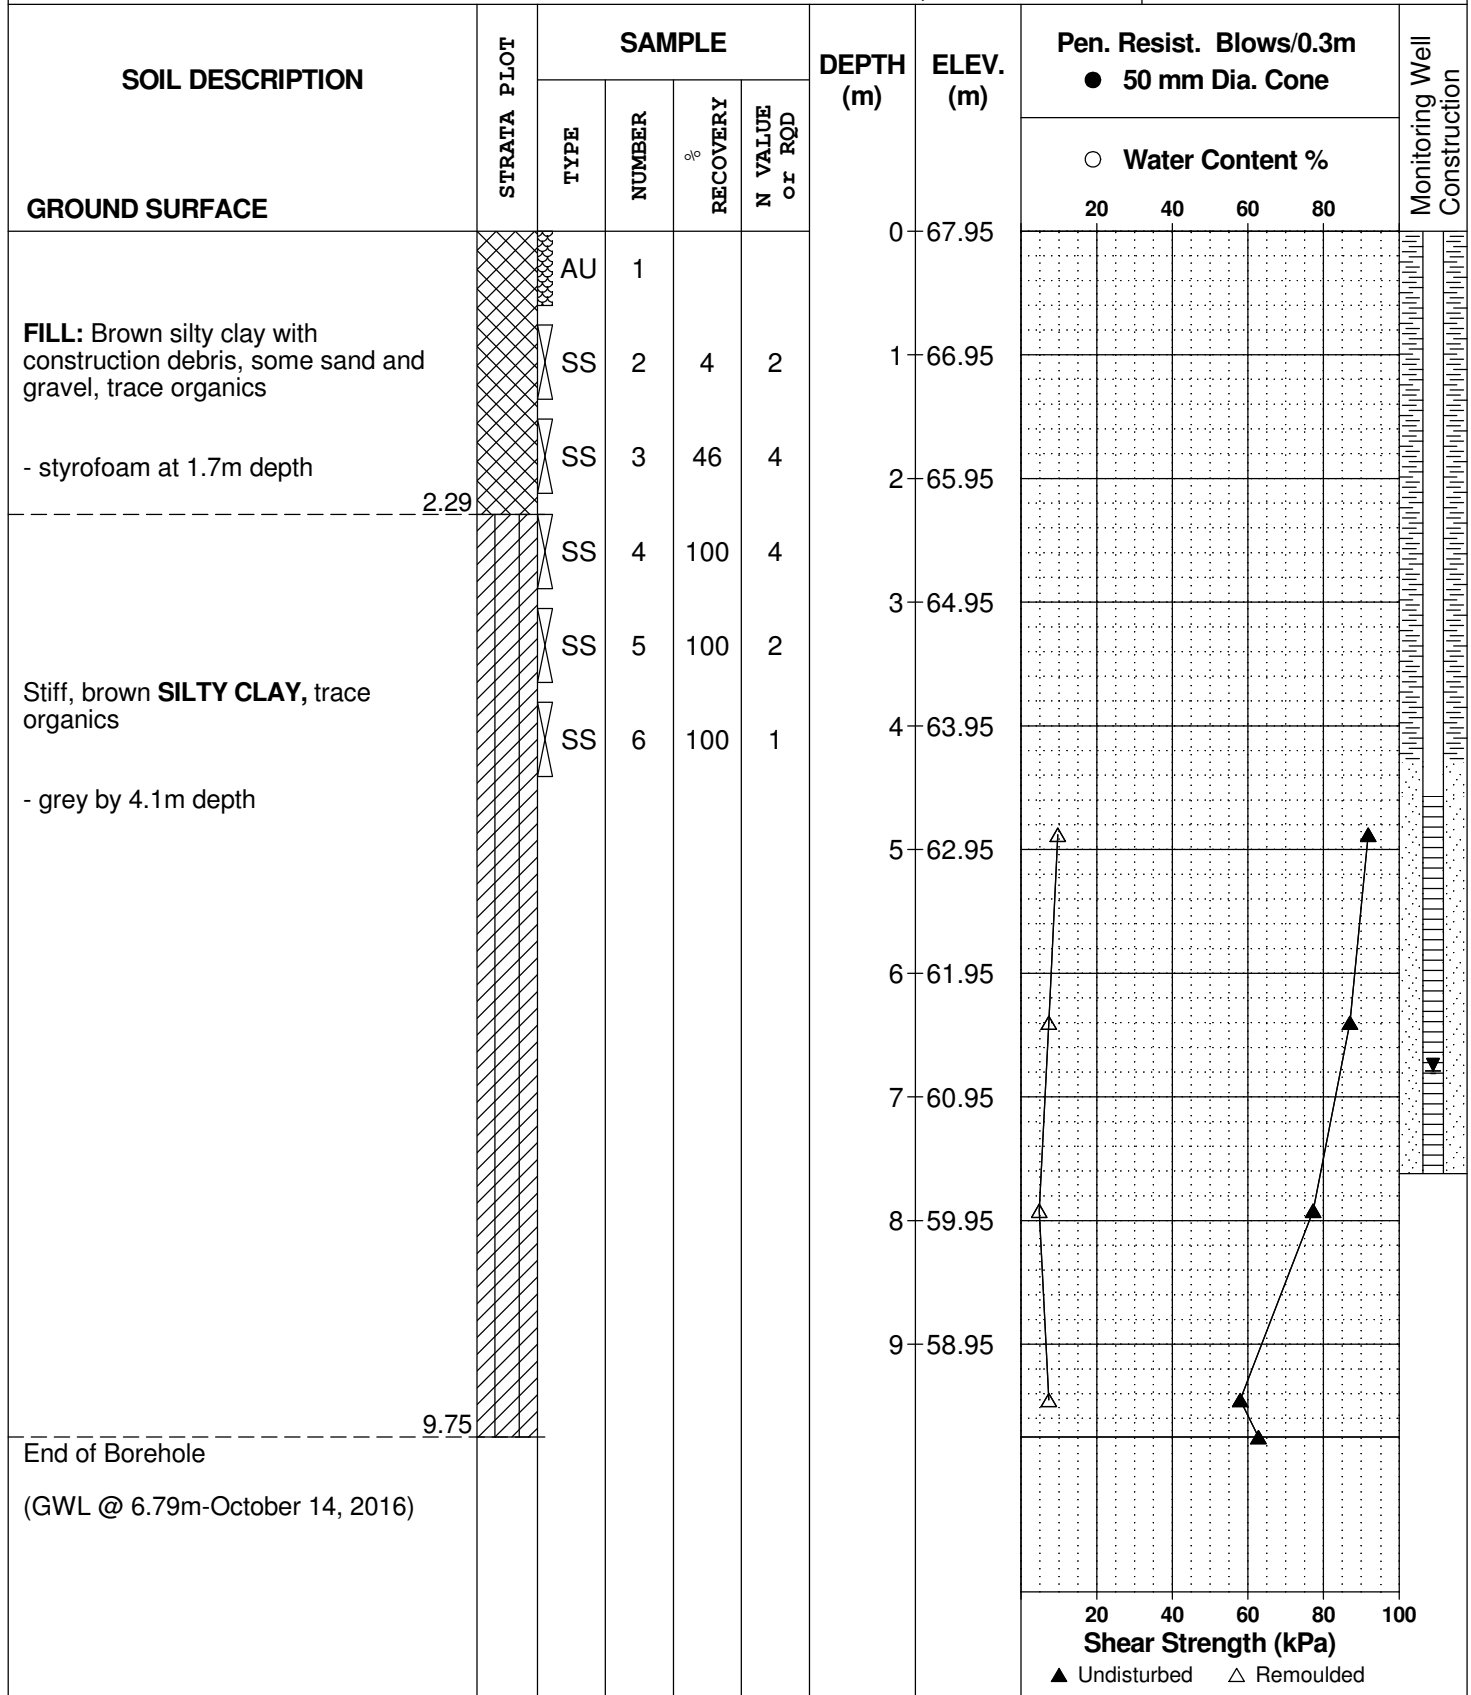 SOIL DESCRIPTION
GROUND SURFACE
STRATA PLOT
SAMPLE
TYPE
NUMBER
%
RECOVERY
N VALUE
or RQD
DEPTH
(m)
ELEV.
(m)
Pen. Resist. Blows/0.3m
● 50 mm Dia. Cone
○ Water Content %
20 40 60 80
Monitoring Well
Construction
0 67.95
AU 1
FILL: Brown silty clay with
construction debris, some sand and
gravel, trace organics
SS 2 4 2
1 66.95
- styrofoam at 1.7m depth
SS 3 46 4
2 65.95
2.29
SS 4 100 4
3 64.95
SS 5 100 2
Stiff, brown SILTY CLAY, trace
organics
4 63.95
SS 6 100 1
- grey by 4.1m depth
5 62.95
6 61.95
7 60.95
8 59.95
9 58.95
9.75
End of Borehole
(GWL @ 6.79m-October 14, 2016)
20 40 60 80 100
Shear Strength (kPa)
▲ Undisturbed △ Remoulded